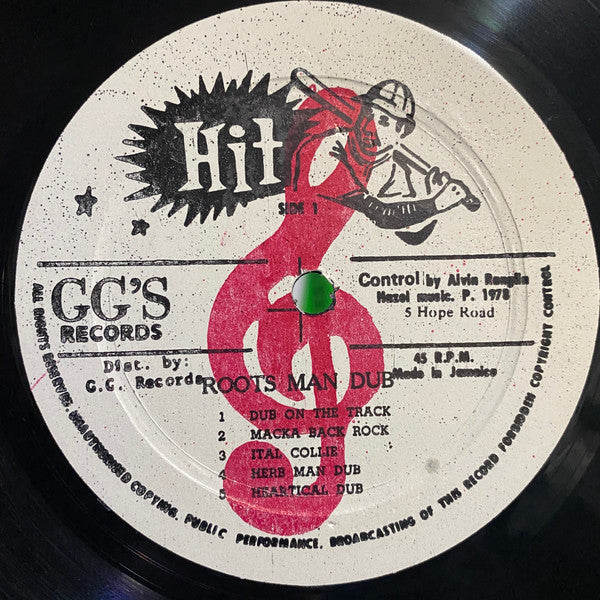 Hit
SIDE 1
GG'S
RECORDS
Control by Alvin Ranglin
Hazel music. P. 1978
5 Hope Road
Dist. by:
G.G. Records
45 R.P.M.
Made in Jamaica
ROOTS MAN DUB
1 DUB ON THE TRACK
2 MACKA BACK ROCK
3 ITAL COLLIE
4 HERB MAN DUB
5 HEARTICAL DUB
ALL RIGHTS RESERVED. UNAUTHORISED COPYING, PUBLIC PERFORMANCE, BROADCASTING OF THIS RECORD FORBIDDEN COPYRIGHT CONTROL